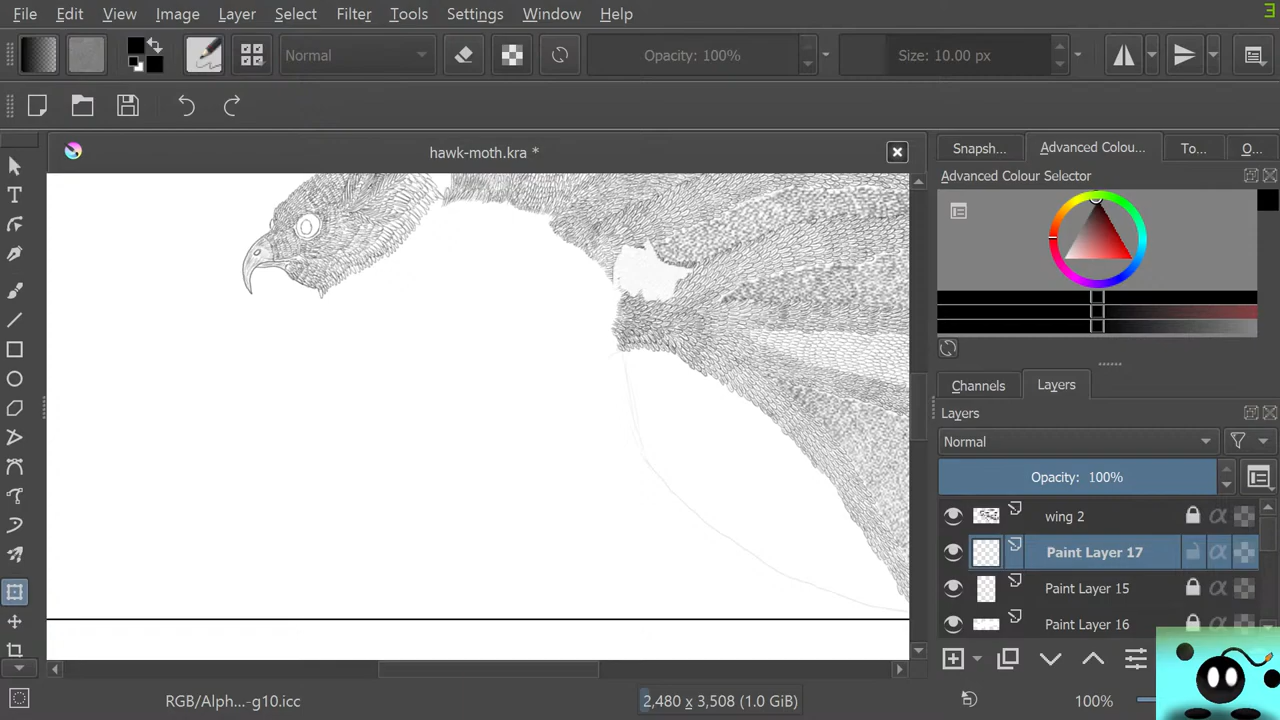 3
File Edit View Image Layer Select Filter Tools Settings Window Help
Normal Opacity: 100% Size: 10.00 px
hawk-moth.kra *
Snapsh... Advanced Colou... To... O...
Advanced Colour Selector
Channels Layers
Layers
Normal
Opacity: 100%
wing 2
Paint Layer 17
Paint Layer 15
Paint Layer 16
RGB/Alph...-g10.icc 2,480 x 3,508 (1.0 GiB) 100%